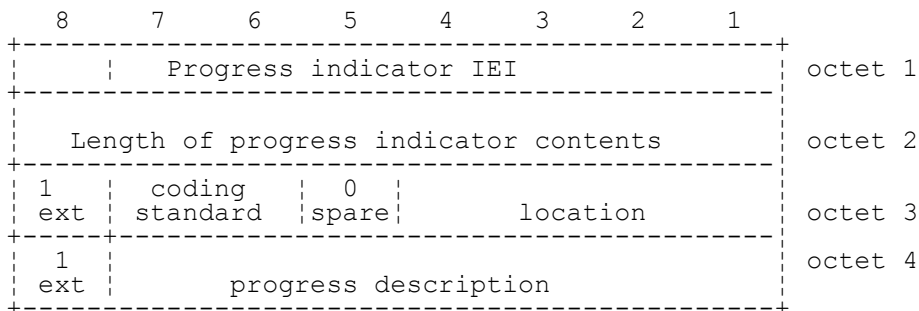 8 7 6 5 4 3 2 1
Progress indicator IEI octet 1
Length of progress indicator contents octet 2
1 coding 0
ext standard spare location octet 3
1 octet 4
ext progress description